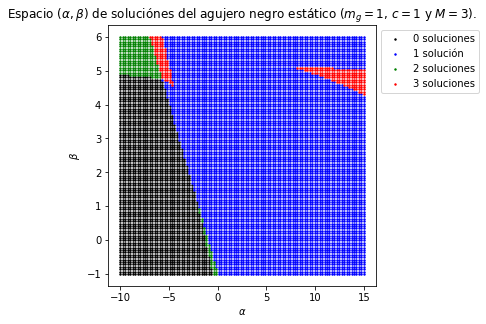 Espacio (α, β) de soluciónes del agujero negro estático (m_g = 1, c = 1 y M = 3).
0 soluciones
1 solución
2 soluciones
3 soluciones
6
5
4
3
2
1
0
−1
β
−10
−5
0
5
10
15
α